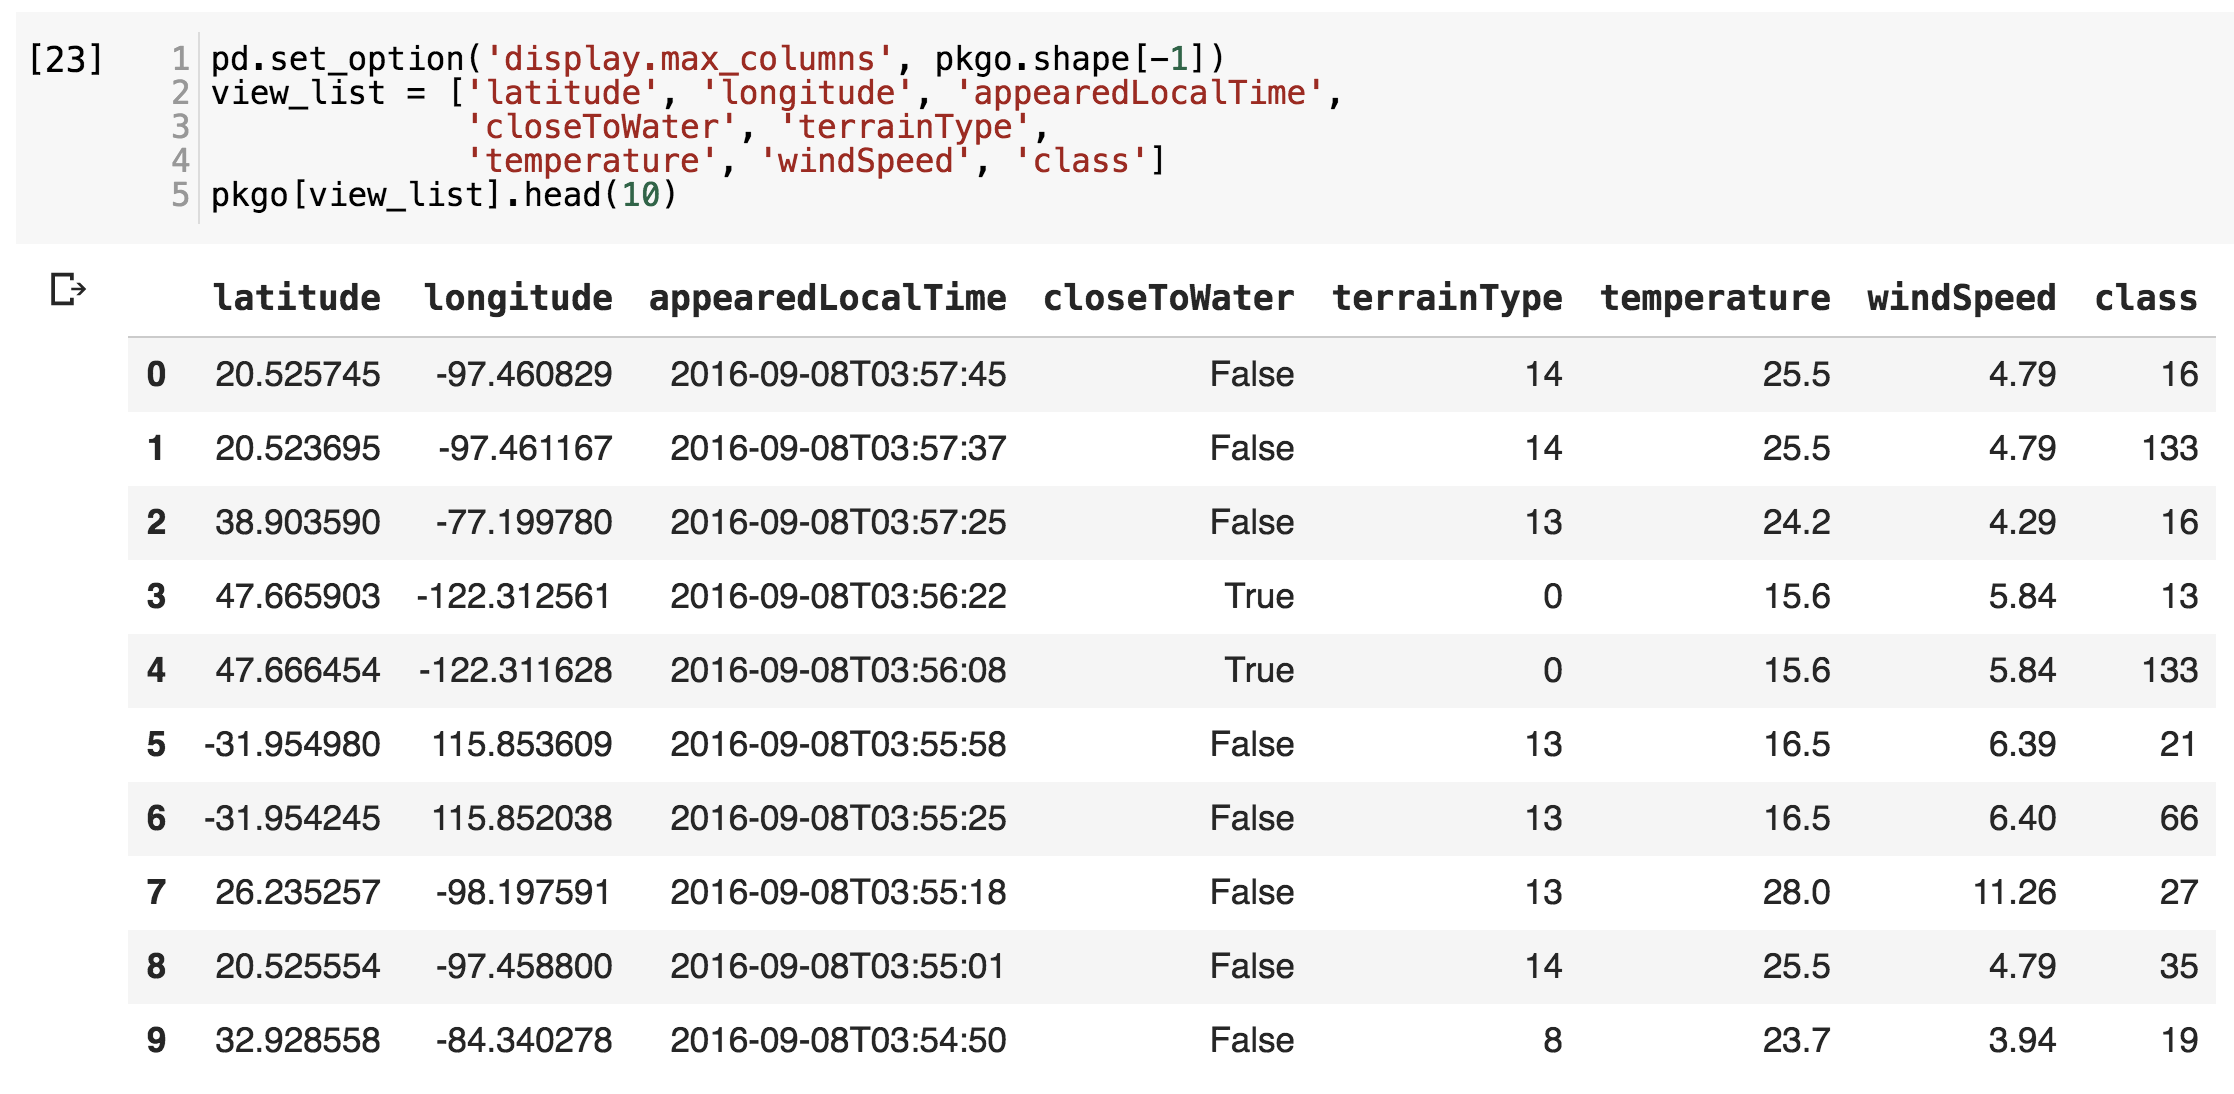 [23] 1 pd.set_option('display.max_columns', pkgo.shape[-1])
2 view_list = ['latitude', 'longitude', 'appearedLocalTime',
3 'closeToWater', 'terrainType',
4 'temperature', 'windSpeed', 'class']
5 pkgo[view_list].head(10)
latitude longitude appearedLocalTime closeToWater terrainType temperature windSpeed class
0 20.525745 -97.460829 2016-09-08T03:57:45 False 14 25.5 4.79 16
1 20.523695 -97.461167 2016-09-08T03:57:37 False 14 25.5 4.79 133
2 38.903590 -77.199780 2016-09-08T03:57:25 False 13 24.2 4.29 16
3 47.665903 -122.312561 2016-09-08T03:56:22 True 0 15.6 5.84 13
4 47.666454 -122.311628 2016-09-08T03:56:08 True 0 15.6 5.84 133
5 -31.954980 115.853609 2016-09-08T03:55:58 False 13 16.5 6.39 21
6 -31.954245 115.852038 2016-09-08T03:55:25 False 13 16.5 6.40 66
7 26.235257 -98.197591 2016-09-08T03:55:18 False 13 28.0 11.26 27
8 20.525554 -97.458800 2016-09-08T03:55:01 False 14 25.5 4.79 35
9 32.928558 -84.340278 2016-09-08T03:54:50 False 8 23.7 3.94 19